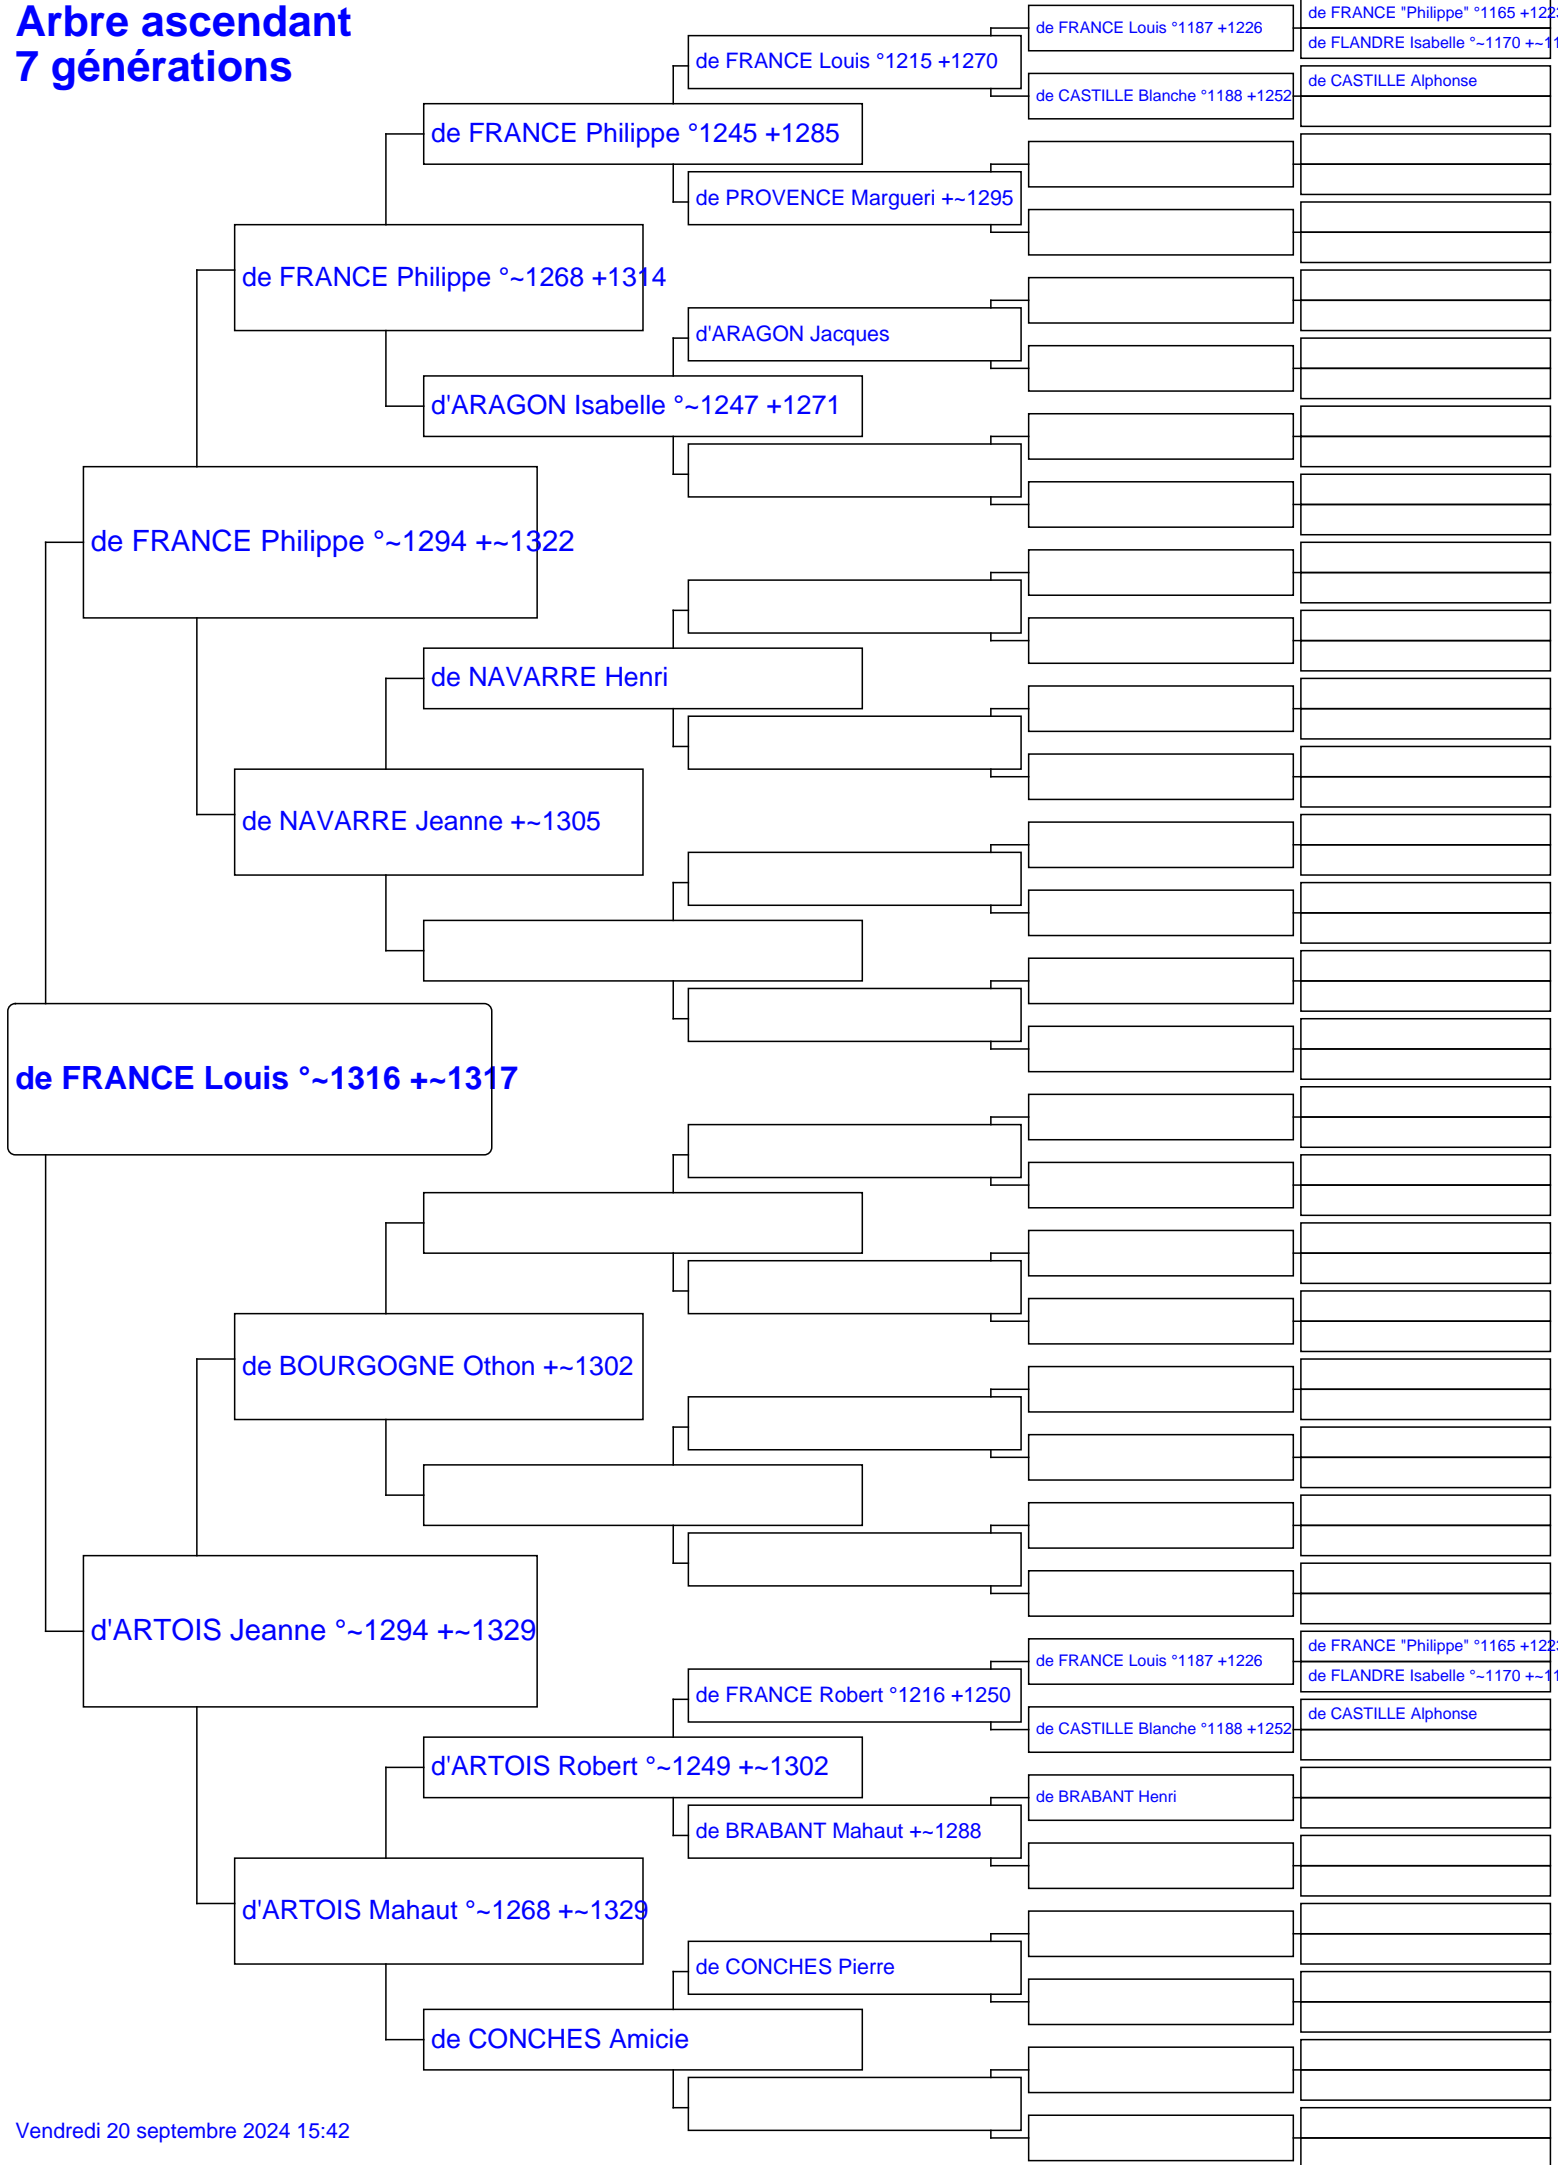 Arbre ascendant
7 générations
de FRANCE "Philippe" °1165 +1223
de FRANCE Louis °1187 +1226
de FLANDRE Isabelle °~1170 +~11
de FRANCE Louis °1215 +1270
de CASTILLE Alphonse
de CASTILLE Blanche °1188 +1252
de FRANCE Philippe °1245 +1285
de PROVENCE Margueri +~1295
de FRANCE Philippe °~1268 +1314
d'ARAGON Jacques
d'ARAGON Isabelle °~1247 +1271
de FRANCE Philippe °~1294 +~1322
de NAVARRE Henri
de NAVARRE Jeanne +~1305
de FRANCE Louis °~1316 +~1317
de BOURGOGNE Othon +~1302
d'ARTOIS Jeanne °~1294 +~1329
de FRANCE "Philippe" °1165 +1223
de FRANCE Louis °1187 +1226
de FLANDRE Isabelle °~1170 +~11
de FRANCE Robert °1216 +1250
de CASTILLE Alphonse
de CASTILLE Blanche °1188 +1252
d'ARTOIS Robert °~1249 +~1302
de BRABANT Henri
de BRABANT Mahaut +~1288
d'ARTOIS Mahaut °~1268 +~1329
de CONCHES Pierre
de CONCHES Amicie
Vendredi 20 septembre 2024 15:42